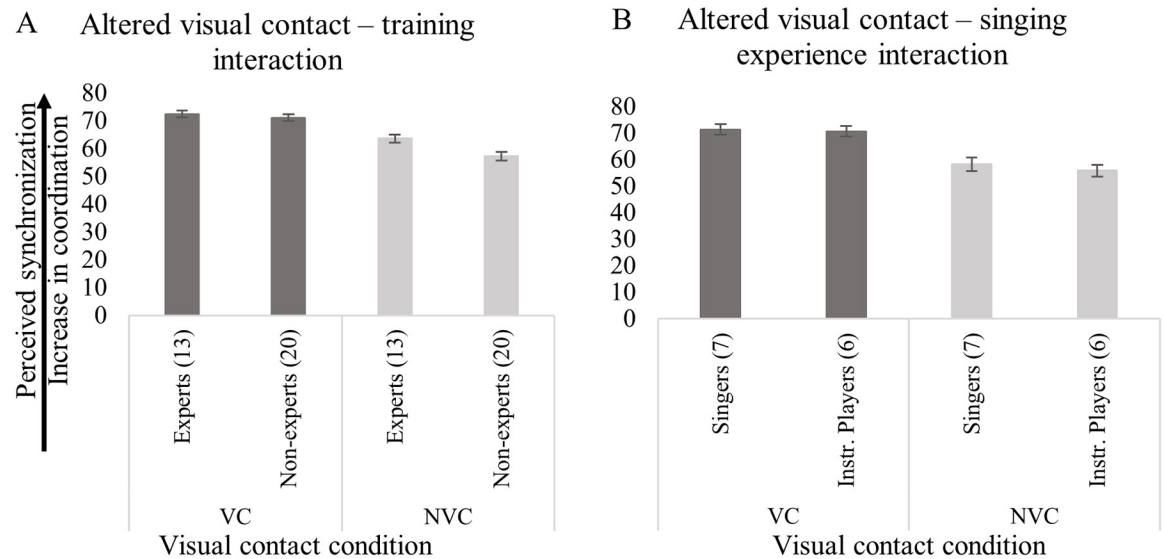 A
Altered visual contact – training
interaction
Perceived synchronization
Increase in coordination
80
70
60
50
40
30
20
10
0
Experts (13)
Non-experts (20)
Experts (13)
Non-experts (20)
VC
NVC
Visual contact condition
B
Altered visual contact – singing
experience interaction
80
70
60
50
40
30
20
10
0
Singers (7)
Instr. Players (6)
Singers (7)
Instr. Players (6)
VC
NVC
Visual contact condition